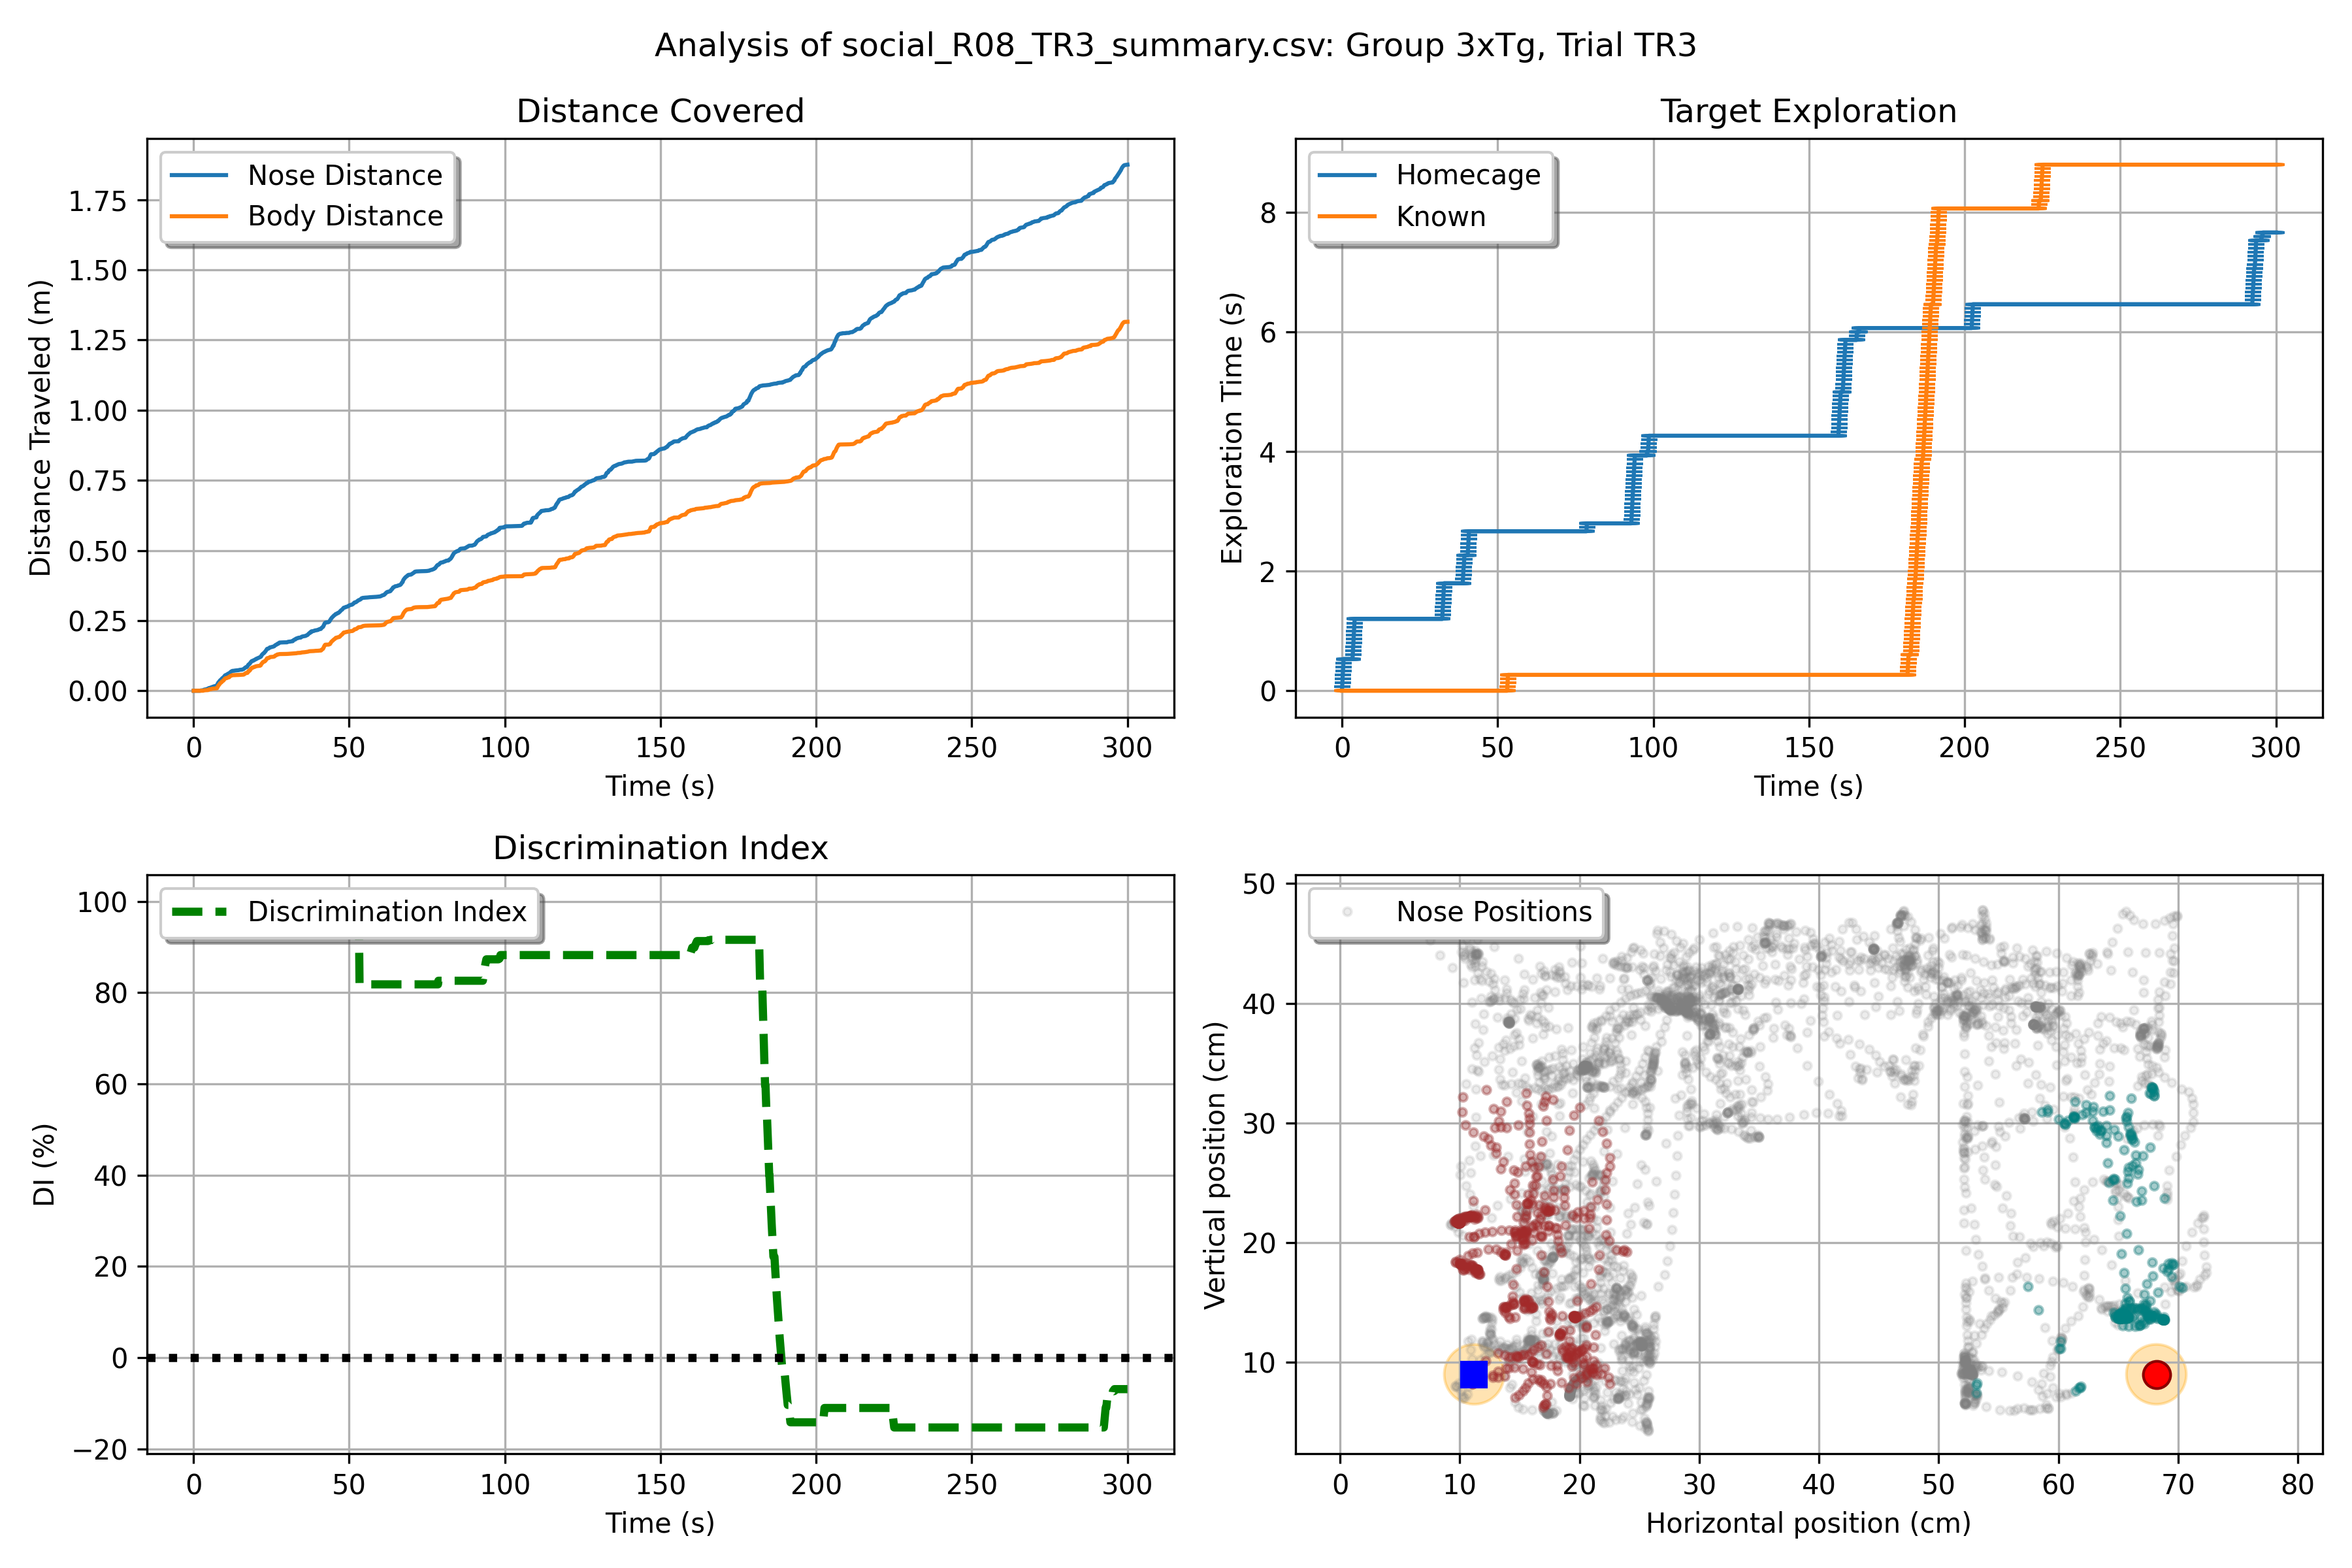 Analysis of social_R08_TR3_summary.csv: Group 3xTg, Trial TR3
Distance Covered
Nose Distance
Body Distance
Distance Traveled (m)
1.75
1.50
1.25
1.00
0.75
0.50
0.25
0.00
0 50 100 150 200 250 300
Time (s)
Target Exploration
Homecage
Known
Exploration Time (s)
8
6
4
2
0
0 50 100 150 200 250 300
Time (s)
Discrimination Index
Discrimination Index
DI (%)
100
80
60
40
20
0
−20
0 50 100 150 200 250 300
Time (s)
Nose Positions
Vertical position (cm)
50
40
30
20
10
0 10 20 30 40 50 60 70 80
Horizontal position (cm)